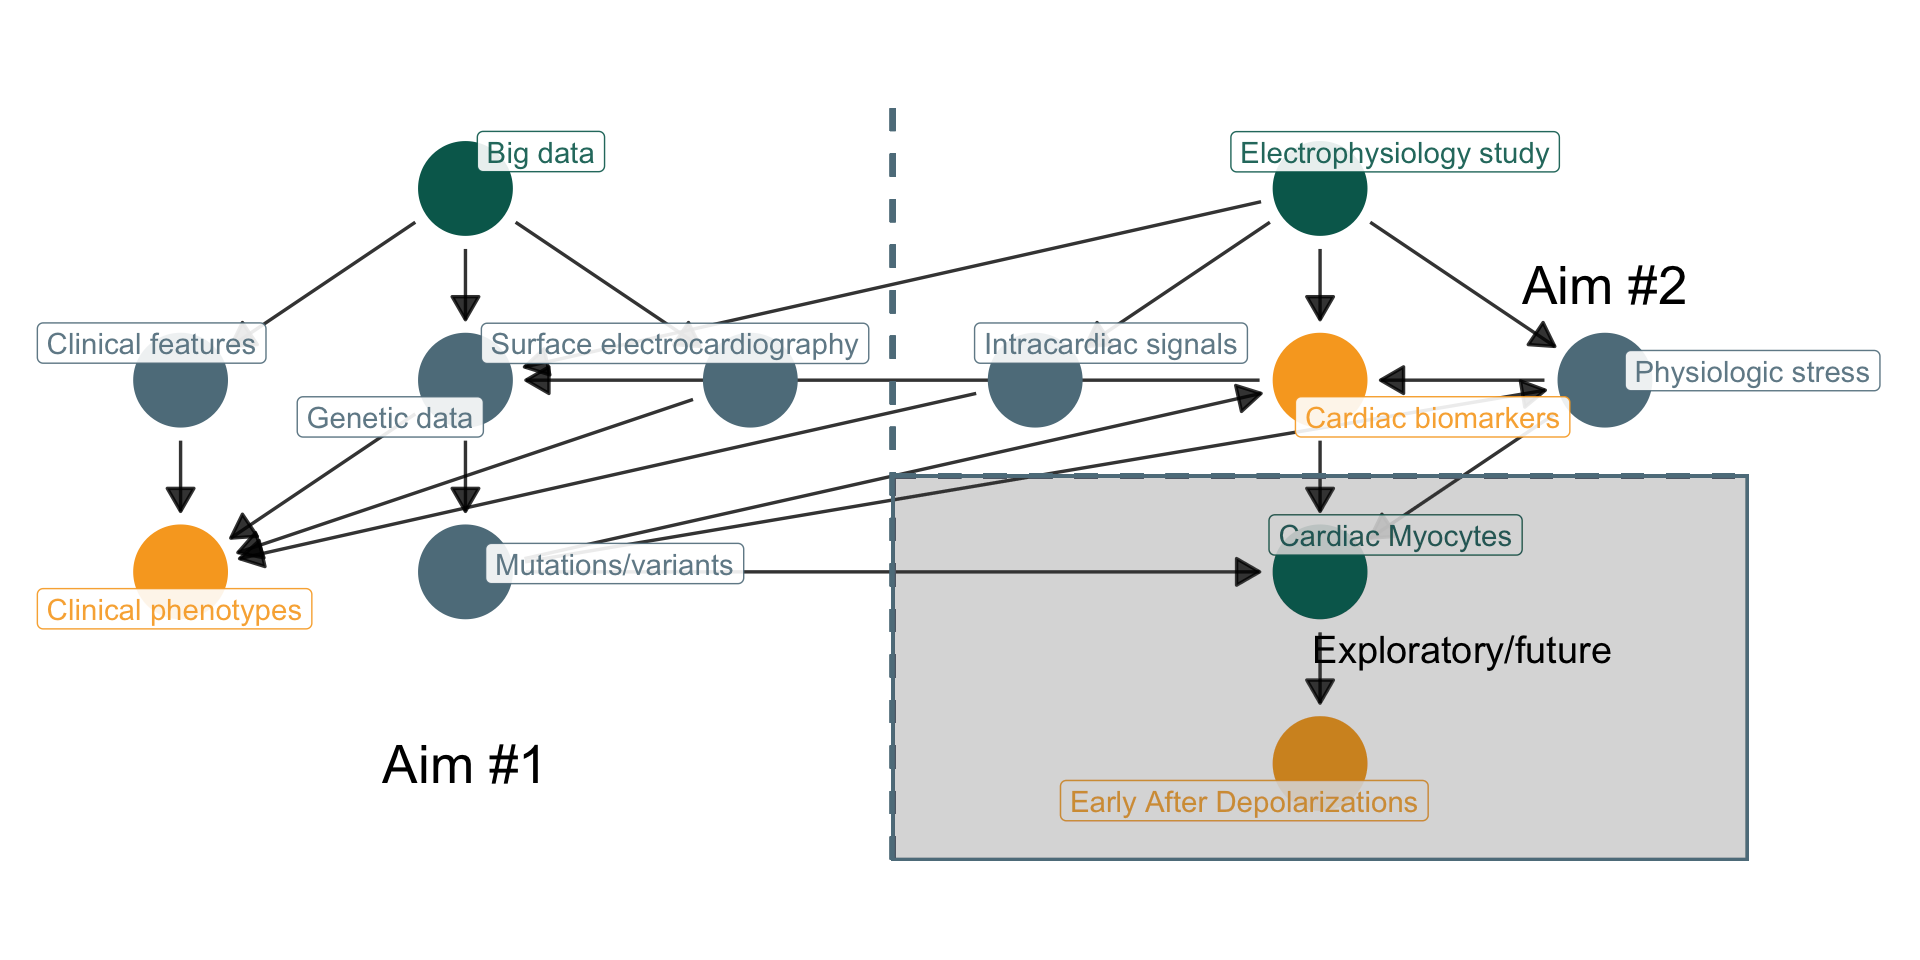 Big data
Electrophysiology study
Aim #2
Clinical features
Surface electrocardiography
Intracardiac signals
Physiologic stress
Genetic data
Cardiac biomarkers
Cardiac Myocytes
Mutations/variants
Clinical phenotypes
Exploratory/future
Aim #1
Early After Depolarizations